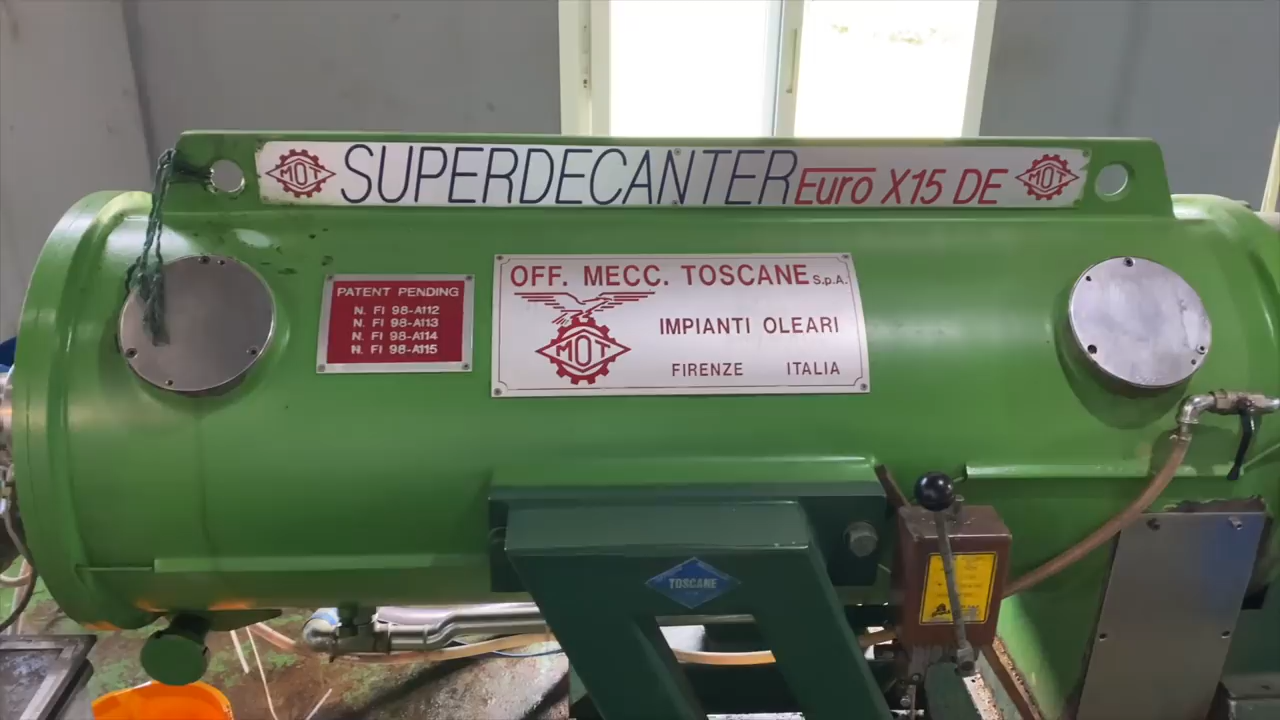 MOT SUPERDECANTER Euro X15 DE MOT
PATENT PENDING
N. FI 98-A112
N. FI 98-A113
N. FI 98-A114
N. FI 98-A115
OFF. MECC. TOSCANE S.p.A.
IMPIANTI OLEARI
MOT
FIRENZE ITALIA
TOSCANE